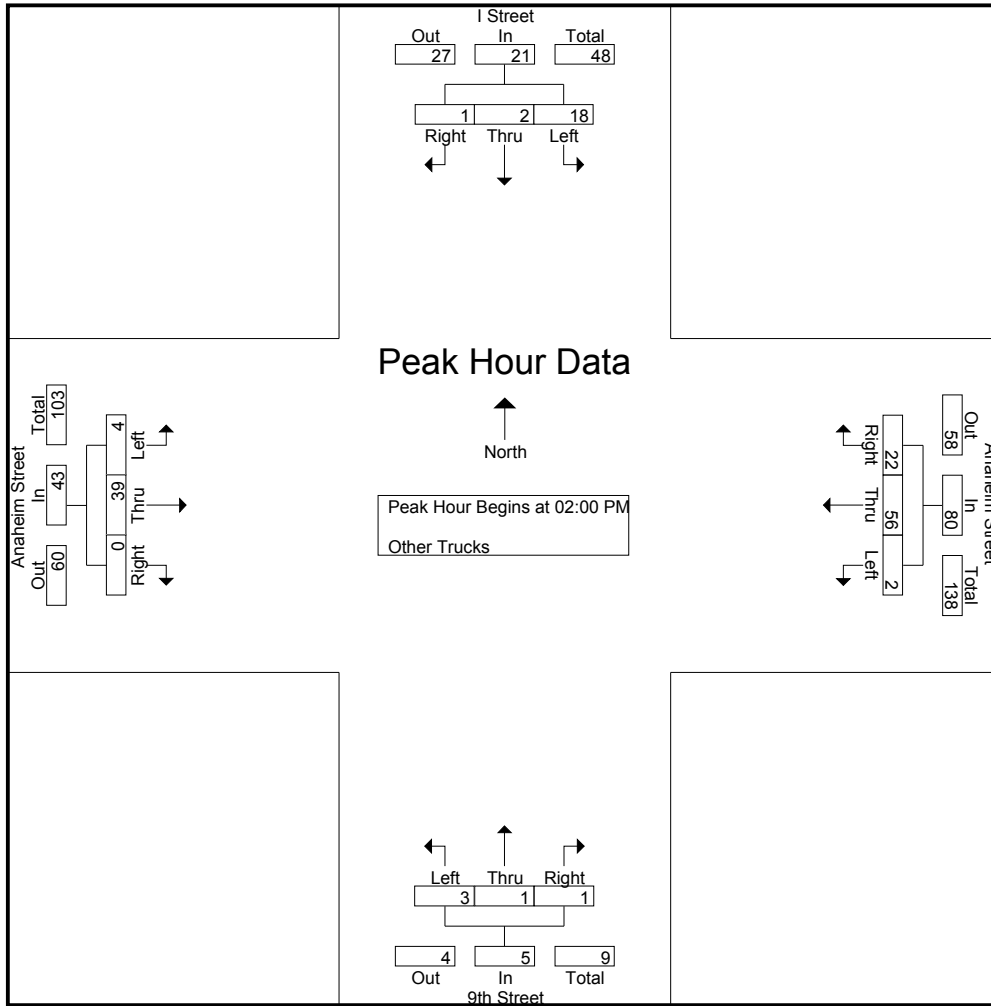 I Street
Out In Total
27 21 48
1 2 18
Right Thru Left
Peak Hour Data
North
Peak Hour Begins at 02:00 PM
Other Trucks
Anaheim Street
Total In Out
103 43 60
4 39 0
Left Thru Right
Anaheim Street
Out In Total
58 80 138
22 56 2
Right Thru Left
Left Thru Right
3 1 1
4 5 9
Out In Total
9th Street